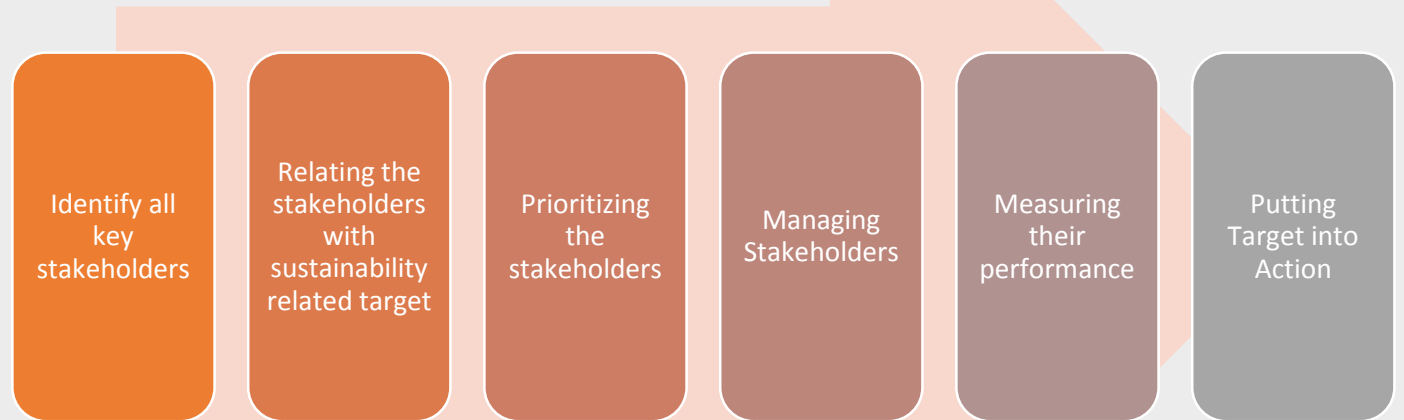 Identify all
key
stakeholders
Relating the
stakeholders
with
sustainability
related target
Prioritizing
the
stakeholders
Managing
Stakeholders
Measuring
their
performance
Putting
Target into
Action